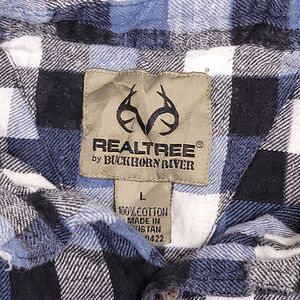 REALTREE®
by BUCKHORN RIVER
L
100% COTTON
MADE IN